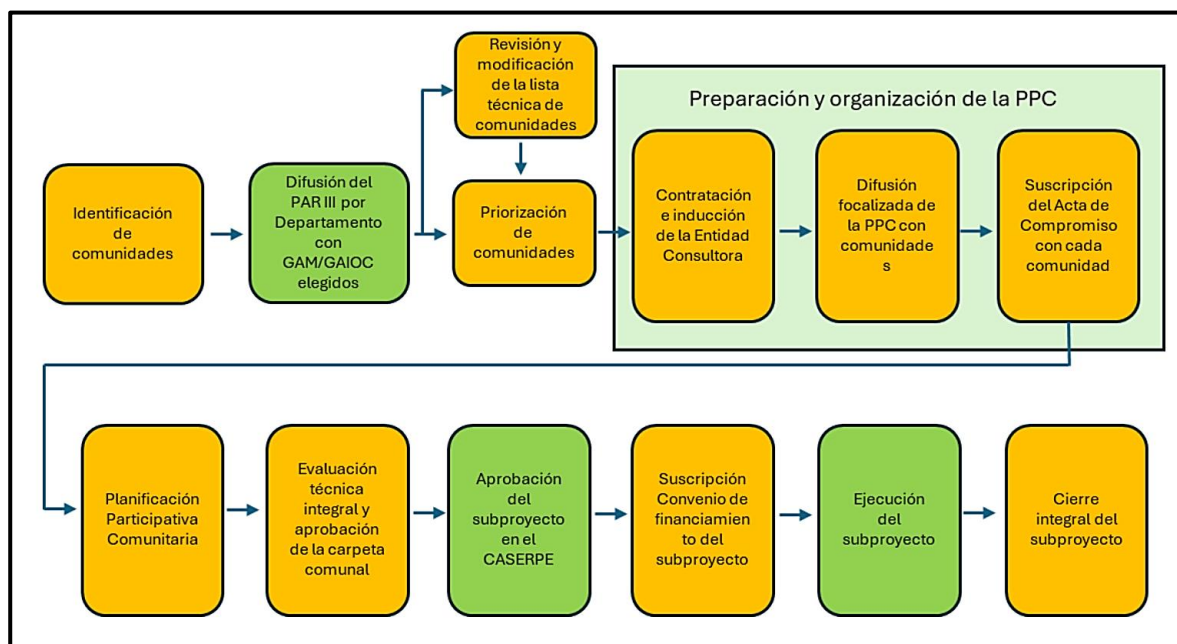 Identificación
de
comunidades
Difusión del
PAR III por
Departamento
con
GAM/GAIOC
elegidos
Revisión y
modificación
de la lista
técnica de
comunidades
Priorización
de
comunidades
Preparación y organización de la PPC
Contratación
e inducción
de la Entidad
Consultora
Difusión
focalizada de
la PPC con
comunidade
s
Suscripción
del Acta de
Compromiso
con cada
comunidad
Planificación
Participativa
Comunitaria
Evaluación
técnica
integral y
aprobación
de la carpeta
comunal
Aprobación
del
subproyecto
en el
CASERPE
Suscripción
Convenio de
financiamien
to del
subproyecto
Ejecución
del
subproyecto
Cierre
integral del
subproyecto